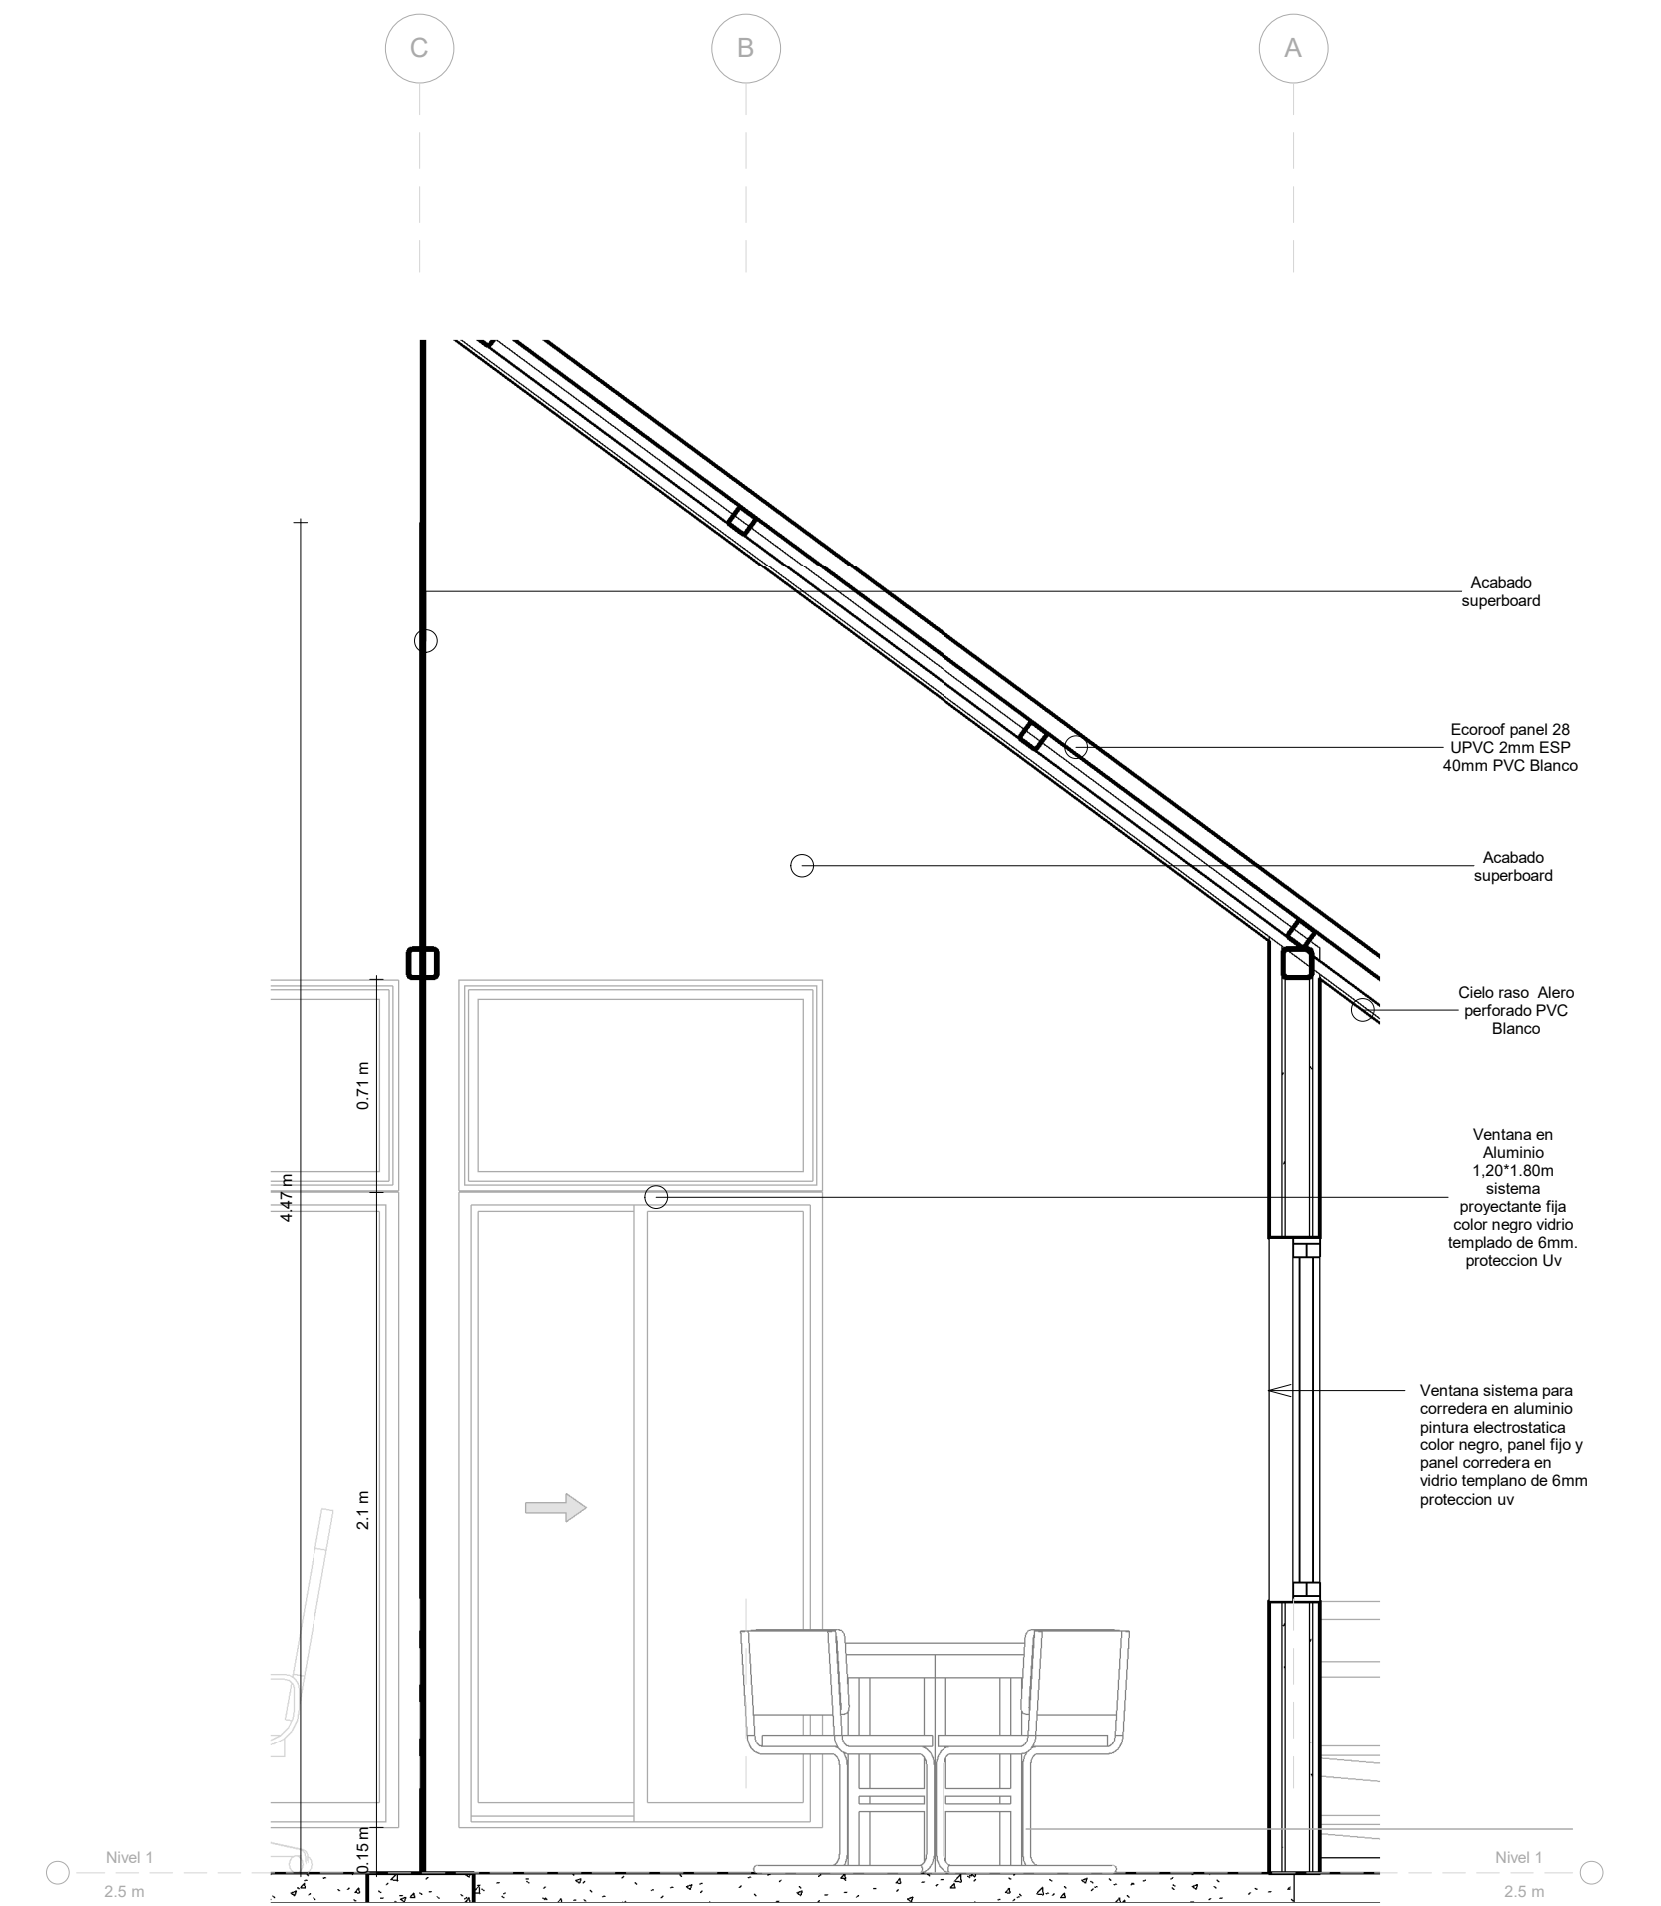 C
B
A
Acabado
superboard
Ecoroof panel 28
UPVC 2mm ESP
40mm PVC Blanco
Acabado
superboard
Cielo raso  Alero
perforado PVC
Blanco
0.71 m
Ventana en
Aluminio
1,20*1.80m
sistema
proyectante fija
color negro vidrio
templado de 6mm.
proteccion Uv
4.47 m
Ventana sistema para
corredera en aluminio
pintura electrostatica
color negro, panel fijo y
panel corredera en
vidrio templano de 6mm
proteccion uv
2.1 m
0.15 m
Nivel 1
2.5 m
Nivel 1
2.5 m